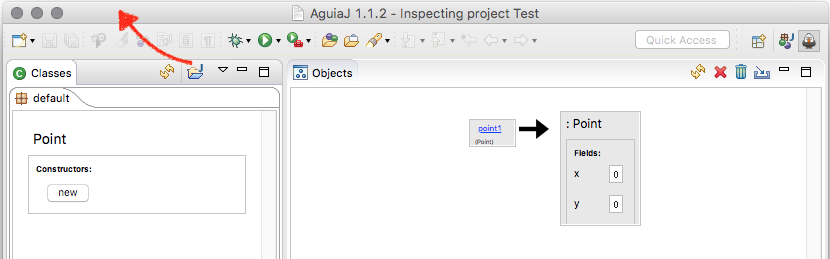 AguiaJ 1.1.2 - Inspecting project Test
Quick Access
Classes
default
Point
Constructors:
new
Objects
point1
(Point)
: Point
Fields:
x 0
y 0